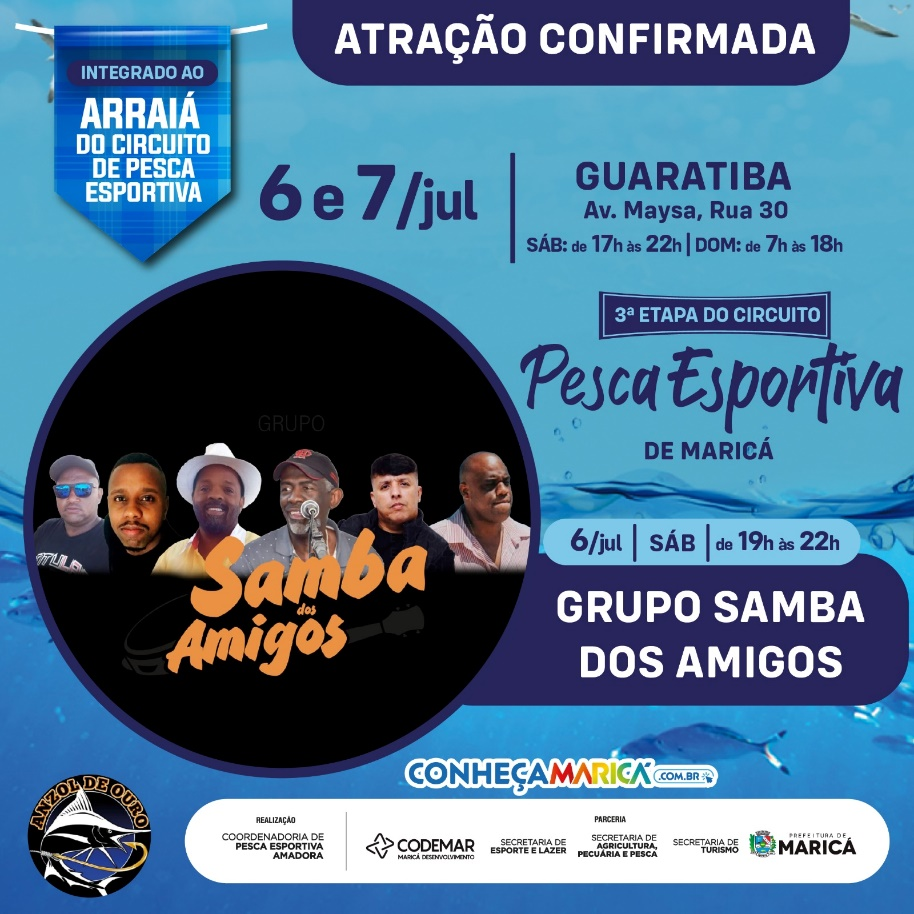 ATRAÇÃO CONFIRMADA
INTEGRADO AO
ARRAIÁ
DO CIRCUITO
DE PESCA
ESPORTIVA
6 e 7/jul
GUARATIBA
Av. Maysa, Rua 30
SÁB: de 17h às 22h | DOM: de 7h às 18h
3ª ETAPA DO CIRCUITO
Pesca Esportiva
DE MARICÁ
GRUPO
Samba
dos
Amigos
6/jul | SÁB | de 19h às 22h
GRUPO SAMBA
DOS AMIGOS
CONHEÇAMARICÁ.COM.BR
ANZOL DE OURO
REALIZAÇÃO
COORDENADORIA DE
PESCA ESPORTIVA
AMADORA
PARCERIA
CODEMAR
MARICÁ DESENVOLVIMENTO
SECRETARIA DE
ESPORTE E LAZER
SECRETARIA DE
AGRICULTURA,
PECUÁRIA E PESCA
SECRETARIA DE
TURISMO
PREFEITURA DE
MARICÁ